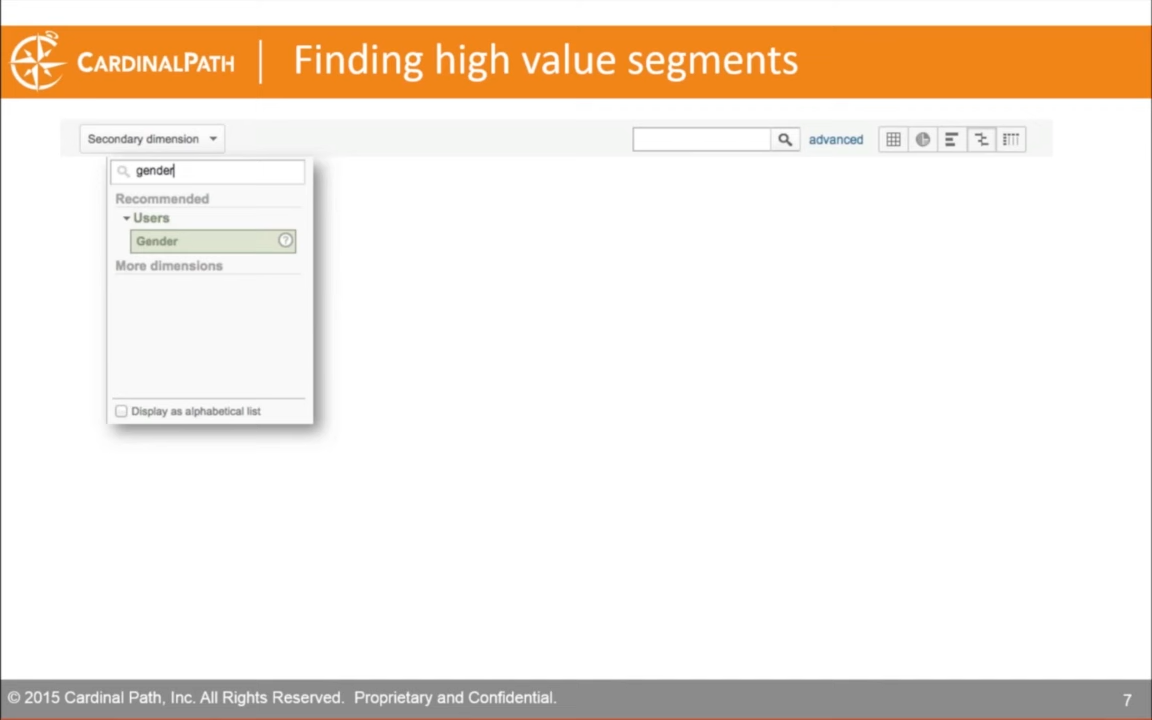 CARDINALPATH
Finding high value segments
Secondary dimension
advanced
gender
Recommended
Users
Gender
?
More dimensions
Display as alphabetical list
© 2015 Cardinal Path, Inc. All Rights Reserved. Proprietary and Confidential.
7